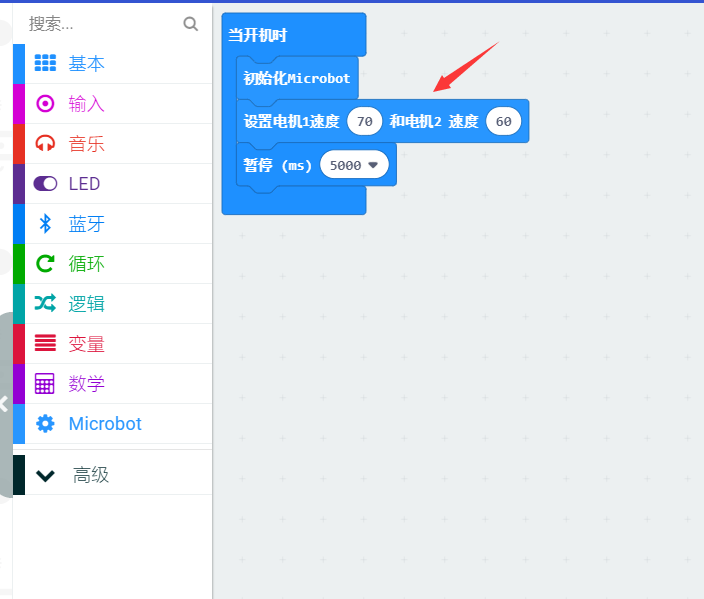 搜索...
基本
输入
音乐
LED
蓝牙
循环
逻辑
变量
数学
Microbot
高级
当开机时
初始化Microbot
设置电机1速度 70 和电机2 速度 60
暂停 (ms) 5000